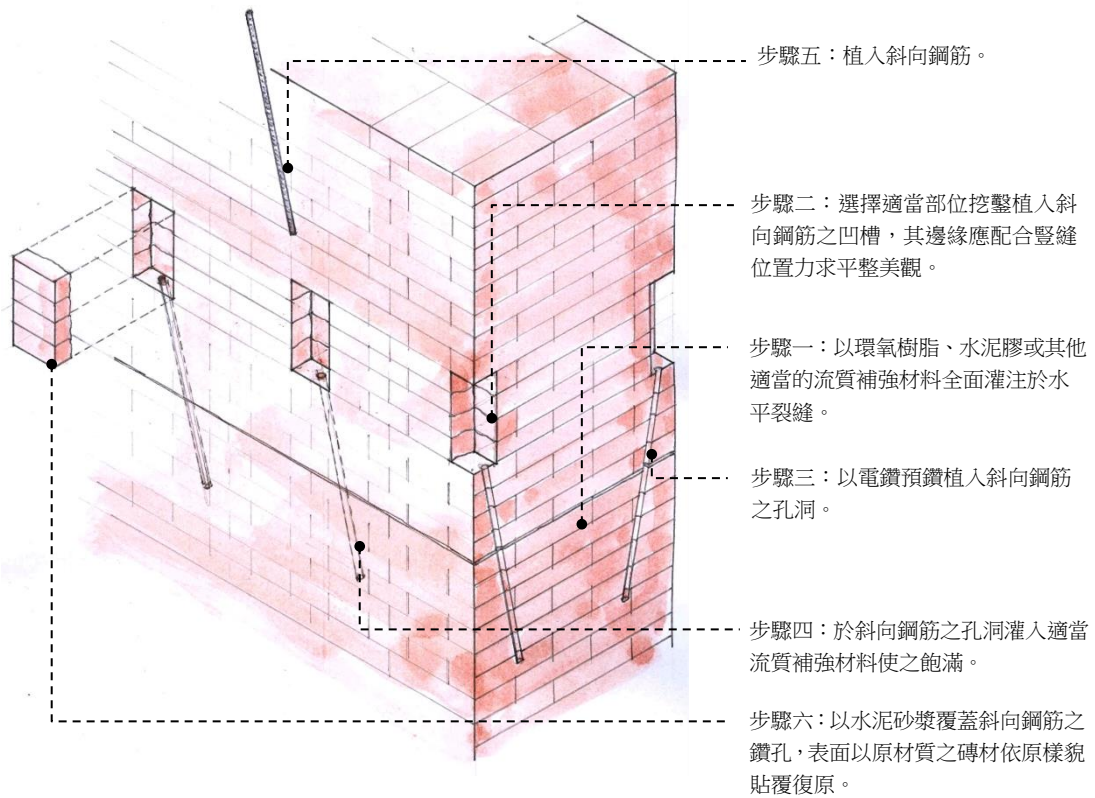 步驟五：植入斜向鋼筋。
步驟二：選擇適當部位挖鑿植入斜
向鋼筋之凹槽，其邊緣應配合豎縫
位置力求平整美觀。
步驟一：以環氧樹脂、水泥膠或其他
適當的流質補強材料全面灌注於水
平裂縫。
步驟三：以電鑽預鑽植入斜向鋼筋
之孔洞。
步驟四：於斜向鋼筋之孔洞灌入適當
流質補強材料使之飽滿。
步驟六：以水泥砂漿覆蓋斜向鋼筋之
鑽孔，表面以原材質之磚材依原樣貌
貼覆復原。